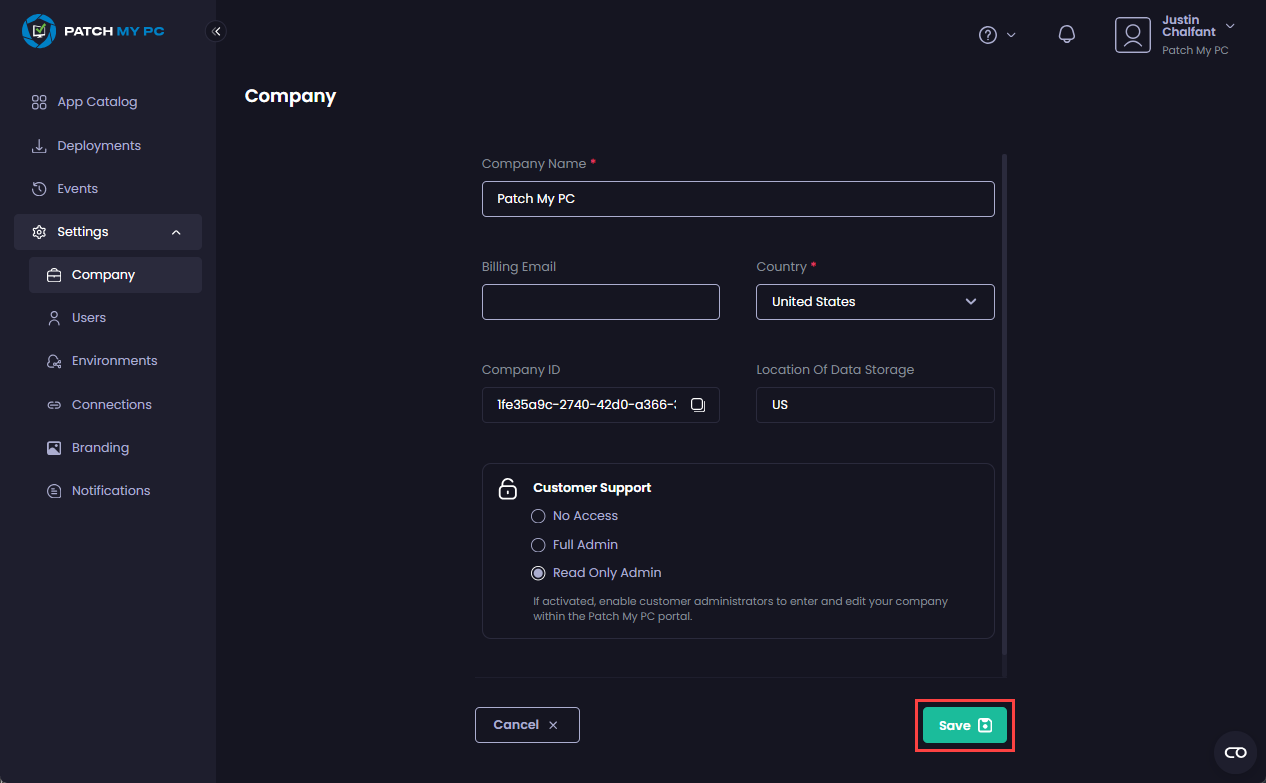 PATCH MY PC
Justin
Chalfant
Patch My PC
App Catalog
Deployments
Events
Settings
Company
Users
Environments
Connections
Branding
Notifications
Company
Company Name *
Patch My PC
Billing Email
Country *
United States
Company ID
1fe35a9c-2740-42d0-a366-
Location Of Data Storage
US
Customer Support
No Access
Full Admin
Read Only Admin
If activated, enable customer administrators to enter and edit your company
within the Patch My PC portal.
Cancel
Save